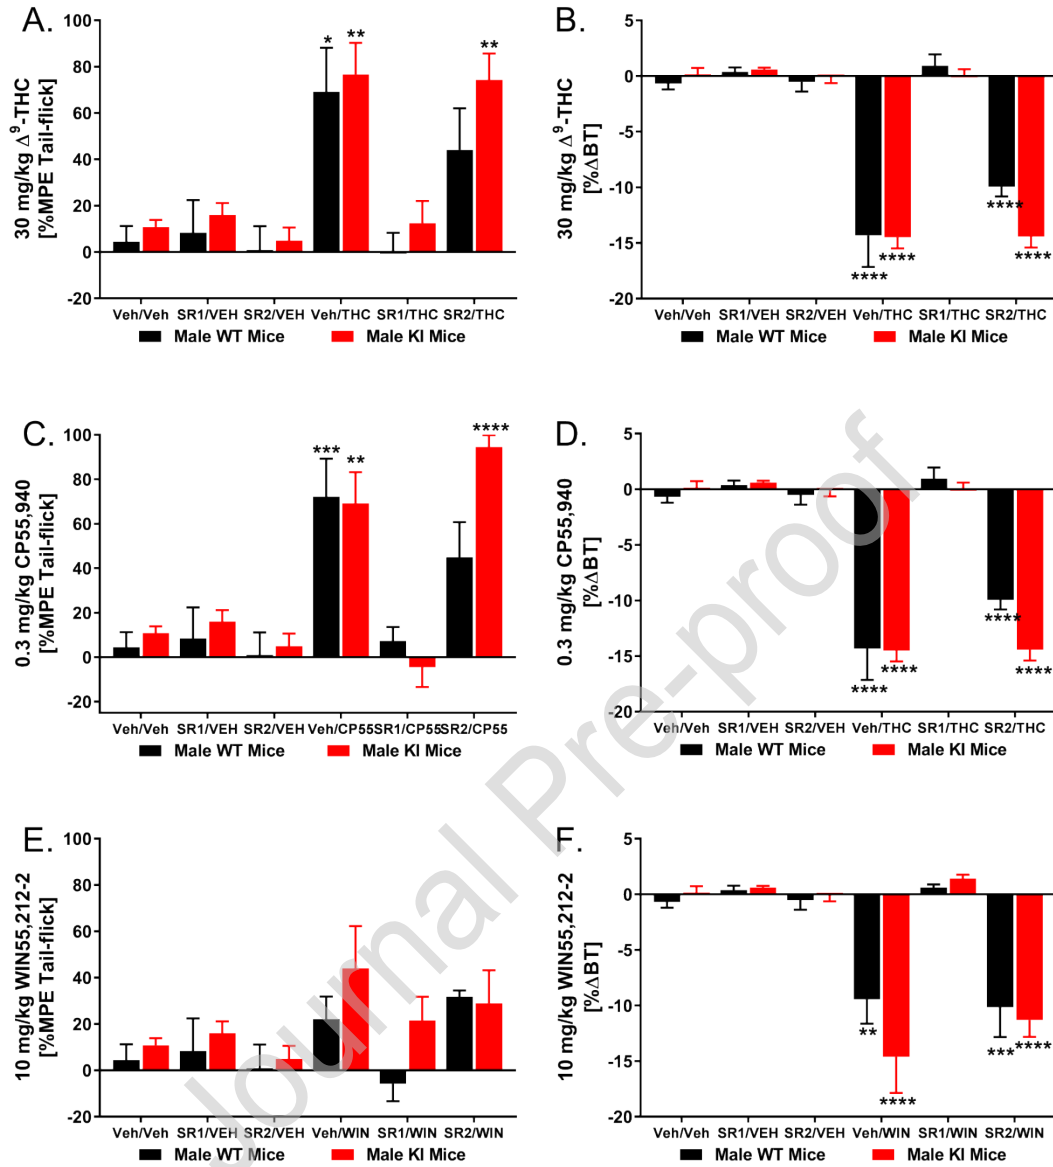 A.
30 mg/kg Δ⁹-THC
[%MPE Tail-flick]
100
80
60
40
20
0
-20
*
**
**
Veh/Veh SR1/VEH SR2/VEH Veh/THC SR1/THC SR2/THC
Male WT Mice Male KI Mice
B.
30 mg/kg Δ⁹-THC
[%ΔBT]
5
0
-5
-10
-15
-20
****
****
****
****
Veh/Veh SR1/VEH SR2/VEH Veh/THC SR1/THC SR2/THC
Male WT Mice Male KI Mice
C.
0.3 mg/kg CP55,940
[%MPE Tail-flick]
100
80
60
40
20
0
-20
***
**
****
Veh/Veh SR1/VEH SR2/VEH Veh/CP55 SR1/CP55 SR2/CP55
Male WT Mice Male KI Mice
D.
0.3 mg/kg CP55,940
[%ΔBT]
5
0
-5
-10
-15
-20
****
****
****
****
Veh/Veh SR1/VEH SR2/VEH Veh/THC SR1/THC SR2/THC
Male WT Mice Male KI Mice
E.
10 mg/kg WIN55,212-2
[%MPE Tail-flick]
100
80
60
40
20
0
-20
Veh/Veh SR1/VEH SR2/VEH Veh/WIN SR1/WIN SR2/WIN
Male WT Mice Male KI Mice
F.
10 mg/kg WIN55,212-2
[%ΔBT]
5
0
-5
-10
-15
-20
**
****
***
****
Veh/Veh SR1/VEH SR2/VEH Veh/WIN SR1/WIN SR2/WIN
Male WT Mice Male KI Mice
Journal Pre-proof